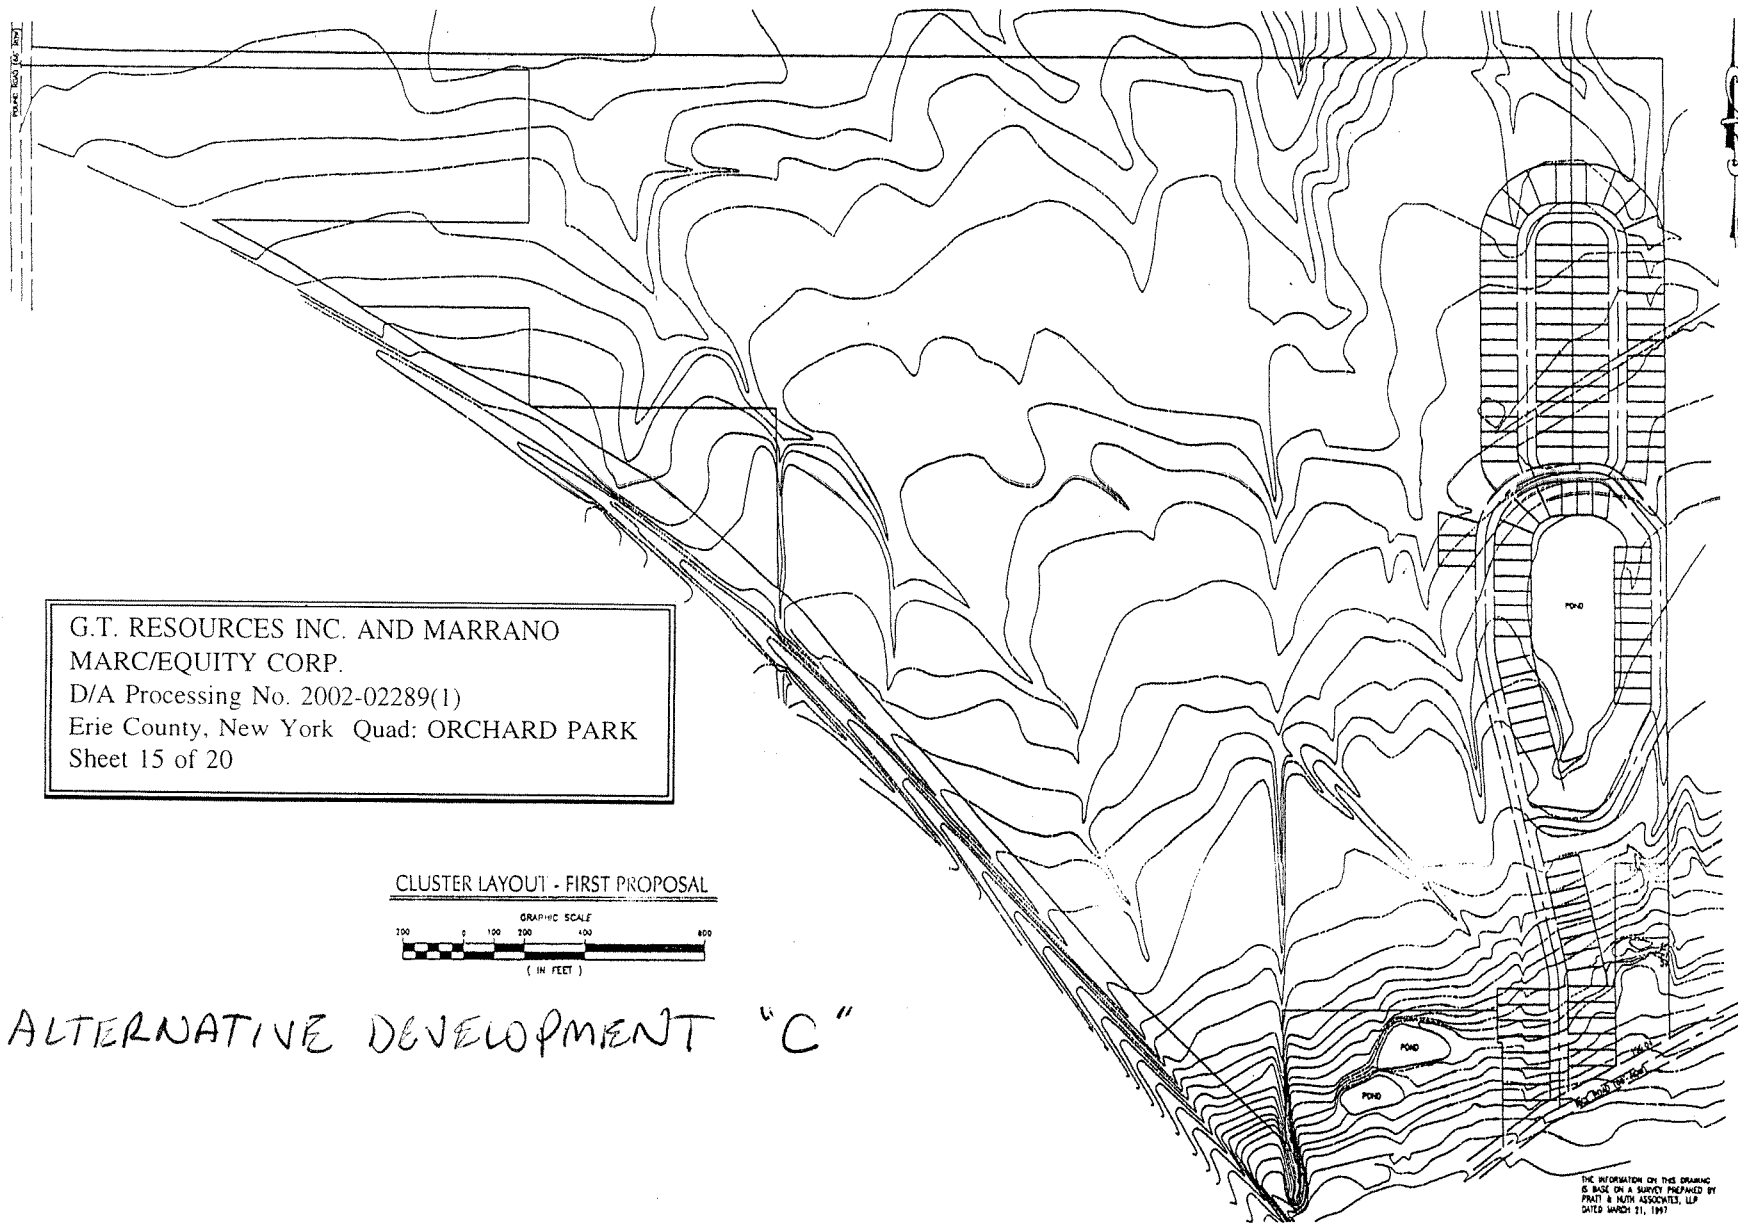 G.T. RESOURCES INC. AND MARRANO
MARC/EQUITY CORP.
D/A Processing No. 2002-02289(1)
Erie County, New York Quad: ORCHARD PARK
Sheet 15 of 20
CLUSTER LAYOUT - FIRST PROPOSAL
GRAPHIC SCALE
200 0 100 200 400 800
( IN FEET )
ALTERNATIVE DEVELOPMENT "C"
POND
POND
POND
THE INFORMATION ON THIS DRAWING
IS BASE ON A SURVEY PREPARED BY
PRATT & HUTH ASSOCIATES, LLP
DATED MARCH 21, 1997